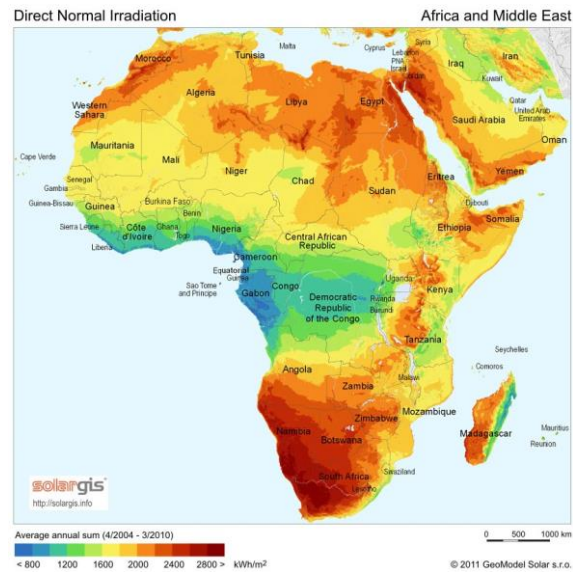 Direct Normal Irradiation
Africa and Middle East
Malta
Cyprus
Syria
Lebanon
PNA
Israel
Jordan
Iraq
Iran
Kuwait
Qatar
United Arab
Emirates
Oman
Saudi Arabia
Yemen
Morocco
Tunisia
Algeria
Libya
Egypt
Western
Sahara
Mauritania
Mali
Niger
Chad
Sudan
Eritrea
Djibouti
Somalia
Ethiopia
Cape Verde
Senegal
Gambia
Guinea-Bissau
Guinea
Sierra Leone
Liberia
Côte
d'Ivoire
Burkina Faso
Ghana
Togo
Benin
Nigeria
Cameroon
Central African
Republic
Equatorial
Guinea
Sao Tome
and Principe
Gabon
Congo
Democratic
Republic
of the Congo
Uganda
Rwanda
Burundi
Kenya
Tanzania
Seychelles
Comoros
Angola
Zambia
Malawi
Mozambique
Zimbabwe
Namibia
Botswana
South Africa
Swaziland
Lesotho
Madagascar
Mauritius
Reunion
solargis
http://solargis.info
Average annual sum (4/2004 - 3/2010)
< 800 1200 1600 2000 2400 2800 > kWh/m²
0 500 1000 km
© 2011 GeoModel Solar s.r.o.